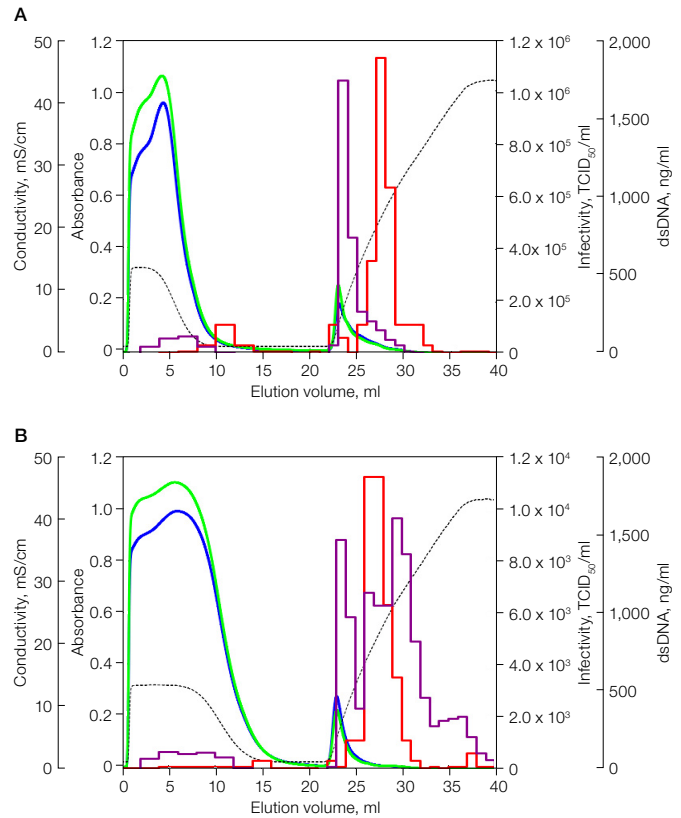 A
50
40
30
20
10
0
Conductivity, mS/cm
1.2
1.0
0.8
0.6
0.4
0.2
0
Absorbance
0 5 10 15 20 25 30 35 40
Elution volume, ml
1.2 x 10⁶
1.0 x 10⁶
8.0 x 10⁵
6.0 x 10⁵
4.0 x 10⁵
2.0 x 10⁵
0
Infectivity, TCID₅₀/ml
2,000
1,500
1,000
500
0
dsDNA, ng/ml
B
50
40
30
20
10
0
Conductivity, mS/cm
1.2
1.0
0.8
0.6
0.4
0.2
0
Absorbance
0 5 10 15 20 25 30 35 40
Elution volume, ml
1.2 x 10⁴
1.0 x 10⁴
8.0 x 10³
6.0 x 10³
4.0 x 10³
2.0 x 10³
0
Infectivity, TCID₅₀/ml
2,000
1,500
1,000
500
0
dsDNA, ng/ml